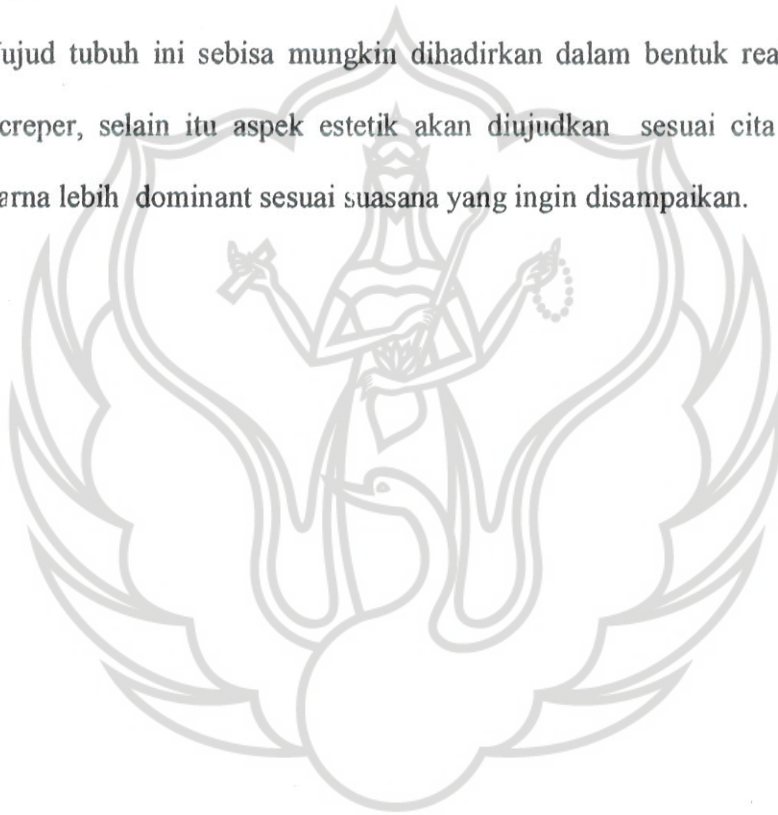 ujud tubuh ini sebisa mungkin dihadirkan dalam bentuk rea
creper, selain itu aspek estetik akan diujudkan sesuai cita
arna lebih dominant sesuai suasana yang ingin disampaikan.